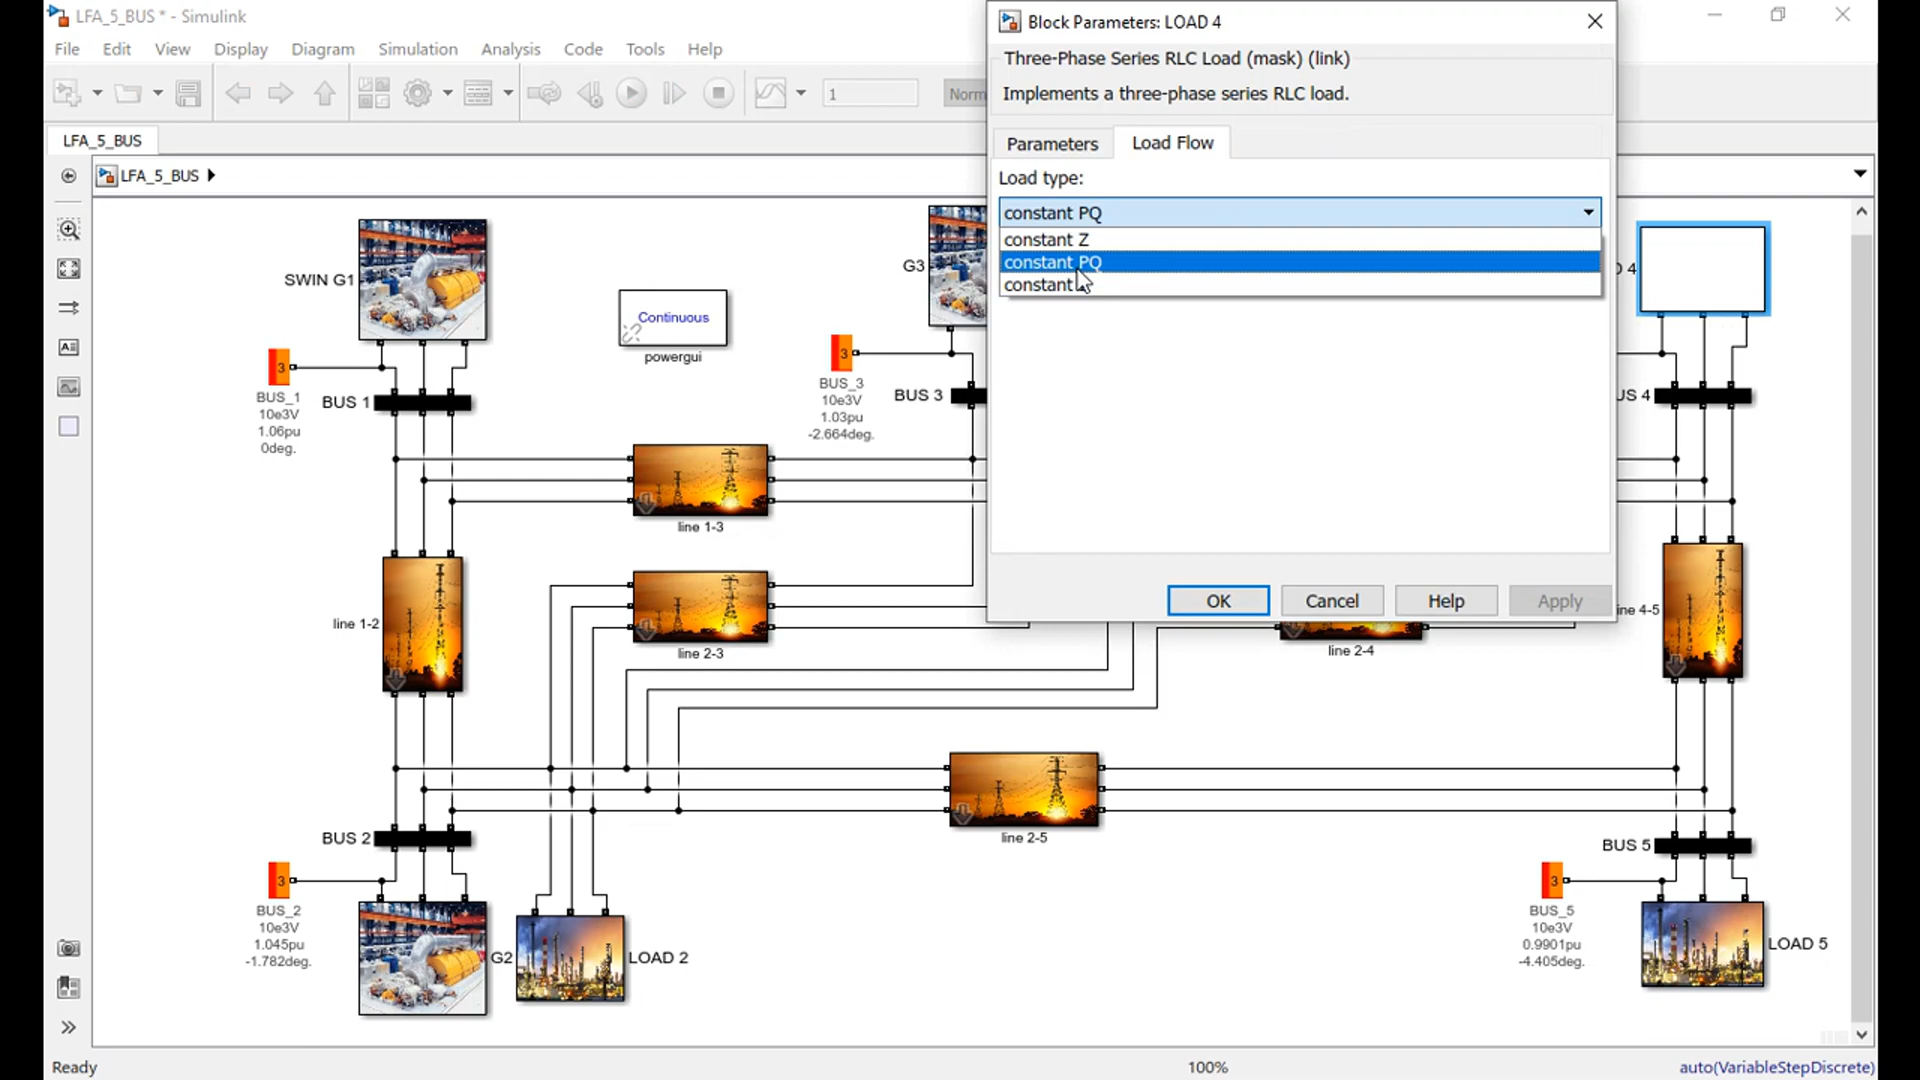 LFA_5_BUS * - Simulink
File Edit View Display Diagram Simulation Analysis Code Tools Help
1
Norm
LFA_5_BUS
LFA_5_BUS
Block Parameters: LOAD 4
Three-Phase Series RLC Load (mask) (link)
Implements a three-phase series RLC load.
Parameters Load Flow
Load type:
constant PQ
constant Z
constant PQ
constant
OK Cancel Help Apply
SWIN G1
Continuous
powergui
G3
D 4
3
BUS_1
10e3V
1.06pu
0deg.
BUS 1
3
BUS_3
10e3V
1.03pu
-2.664deg.
BUS 3
US 4
line 1-3
line 1-2
line 2-3
line 2-4
ine 4-5
line 2-5
BUS 2
BUS 5
3
BUS_2
10e3V
1.045pu
-1.782deg.
G2
LOAD 2
3
BUS_5
10e3V
0.9901pu
-4.405deg.
LOAD 5
Ready
100%
auto(VariableStepDiscrete)